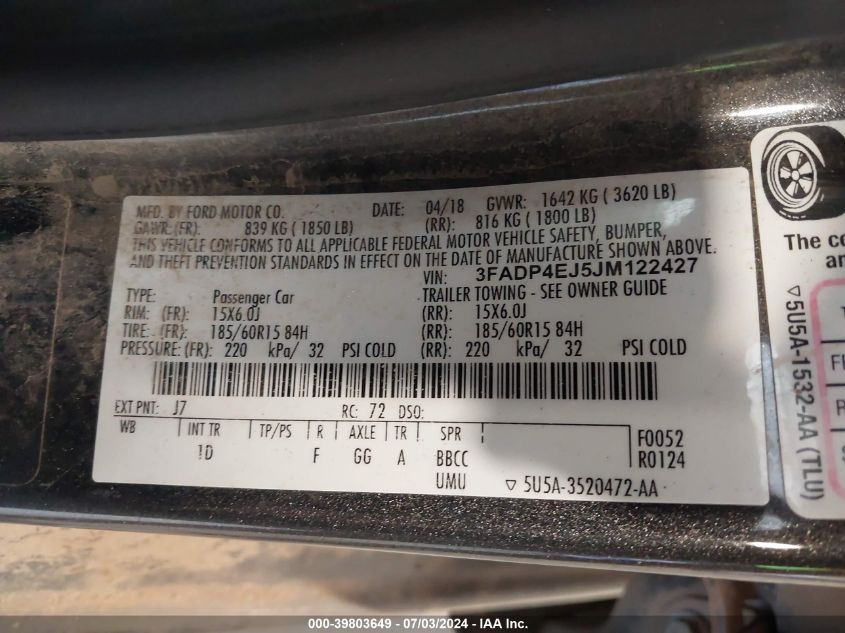 MFD. BY FORD MOTOR CO. DATE: 04/18 GVWR: 1642 KG ( 3620 LB)
GAWR: (FR): 839 KG ( 1850 LB) (RR): 816 KG ( 1800 LB)
THIS VEHICLE CONFORMS TO ALL APPLICABLE FEDERAL MOTOR VEHICLE SAFETY, BUMPER,
AND THEFT PREVENTION STANDARDS IN EFFECT ON THE DATE OF MANUFACTURE SHOWN ABOVE.
VIN: 3FADP4EJ5JM122427
TYPE: Passenger Car TRAILER TOWING - SEE OWNER GUIDE
RIM: (FR): 15X6.0J (RR): 15X6.0J
TIRE: (FR): 185/60R15 84H (RR): 185/60R15 84H
PRESSURE: (FR): 220 kPa/ 32 PSI COLD (RR): 220 kPa/ 32 PSI COLD
EXT PNT: J7 RC: 72 DSO:
WB INT TR TP/PS R AXLE TR SPR F0052
1D F GG A BBCC R0124
UMU ▽ 5U5A-3520472-AA
The co
an
▽5U5A-1532-AA (TLU)
000-39803649 - 07/03/2024 - IAA Inc.